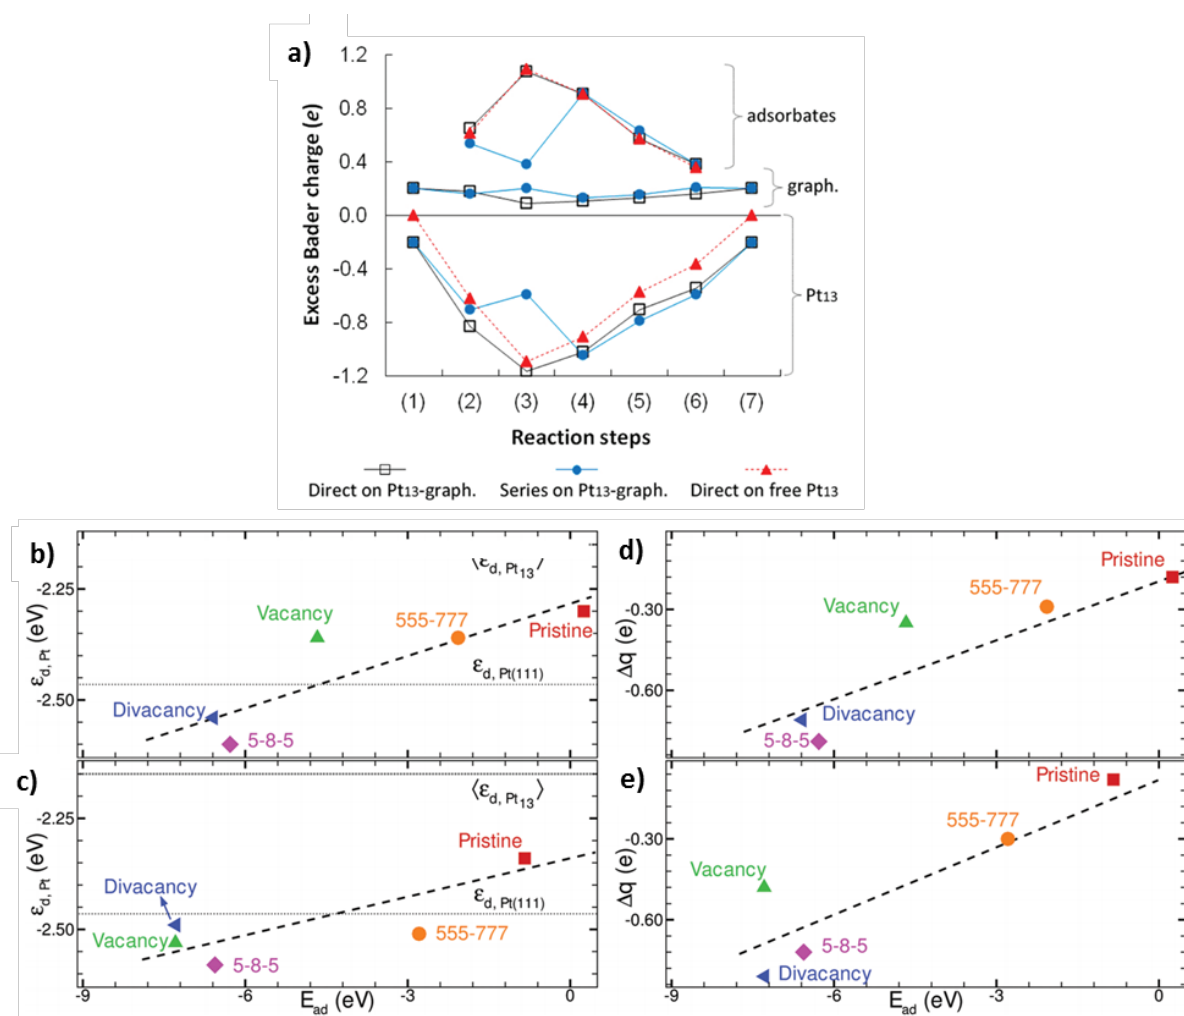 a)
Excess Bader charge (e)
1.2
0.8
0.4
0.0
-0.4
-0.8
-1.2
adsorbates
graph.
Pt13
(1) (2) (3) (4) (5) (6) (7)
Reaction steps
Direct on Pt13-graph. Series on Pt13-graph. Direct on free Pt13
b)
εd, Pt (eV)
-2.25
-2.50
⟨εd, Pt13⟩
Vacancy
555-777
Pristine
εd, Pt(111)
Divacancy
5-8-5
d)
Δq (e)
-0.30
-0.60
Pristine
555-777
Vacancy
Divacancy
5-8-5
c)
εd, Pt (eV)
-2.25
-2.50
⟨εd, Pt13⟩
Pristine
Divacancy
εd, Pt(111)
Vacancy
555-777
5-8-5
-9 -6 -3 0
Ead (eV)
e)
Δq (e)
-0.30
-0.60
Pristine
555-777
Vacancy
5-8-5
Divacancy
-9 -6 -3 0
Ead (eV)